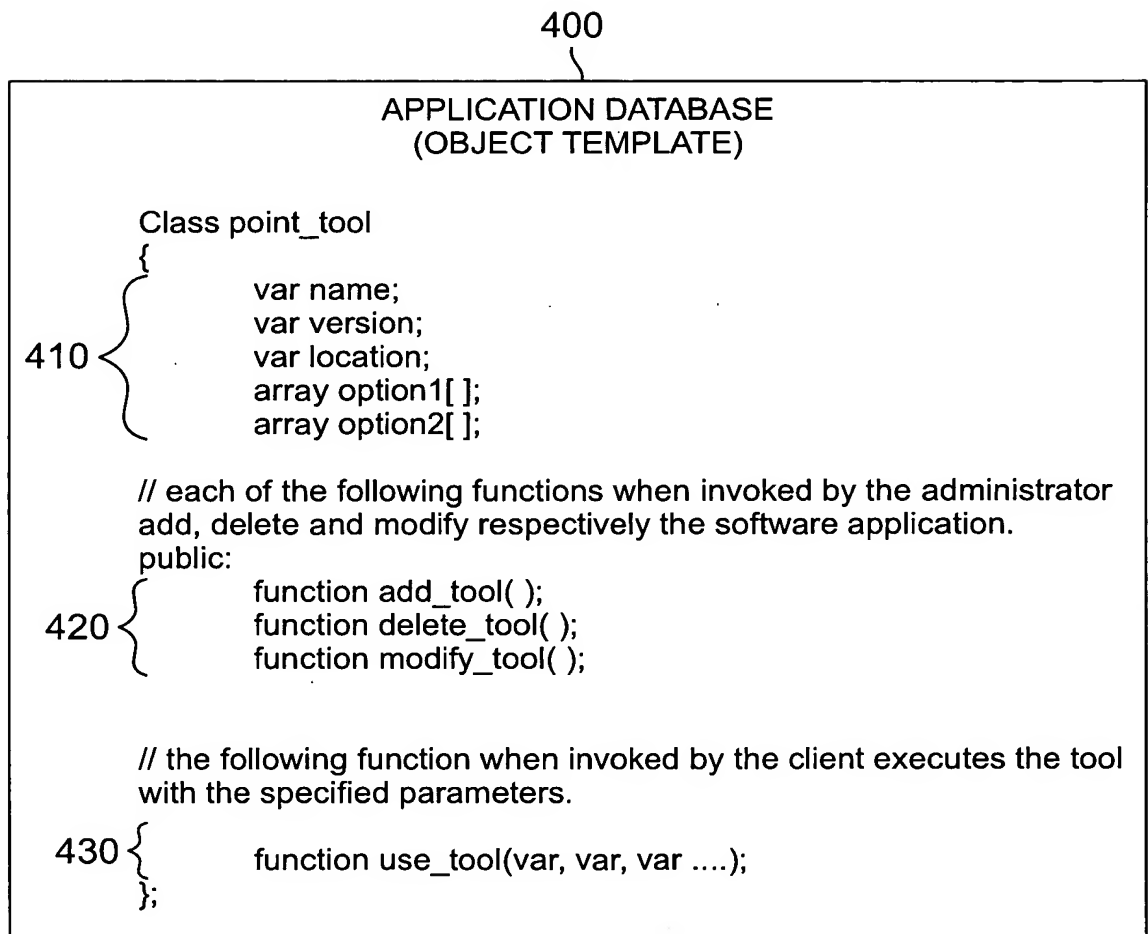 400
APPLICATION DATABASE
(OBJECT TEMPLATE)
Class point_tool
{
var name;
var version;
410
var location;
array option1[ ];
array option2[ ];
// each of the following functions when invoked by the administrator
add, delete and modify respectively the software application.
public:
function add_tool( );
420
function delete_tool( );
function modify_tool( );
// the following function when invoked by the client executes the tool
with the specified parameters.
430
function use_tool(var, var, var ....);
};